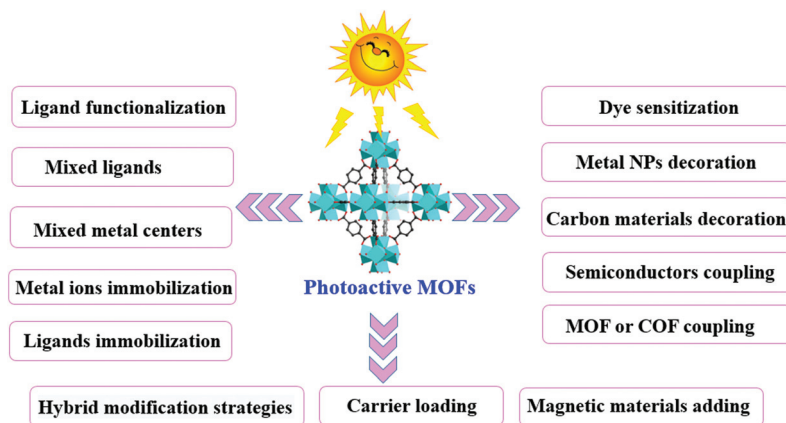 Ligand functionalization
Mixed ligands
Mixed metal centers
Metal ions immobilization
Ligands immobilization
Photoactive MOFs
Dye sensitization
Metal NPs decoration
Carbon materials decoration
Semiconductors coupling
MOF or COF coupling
Hybrid modification strategies
Carrier loading
Magnetic materials adding